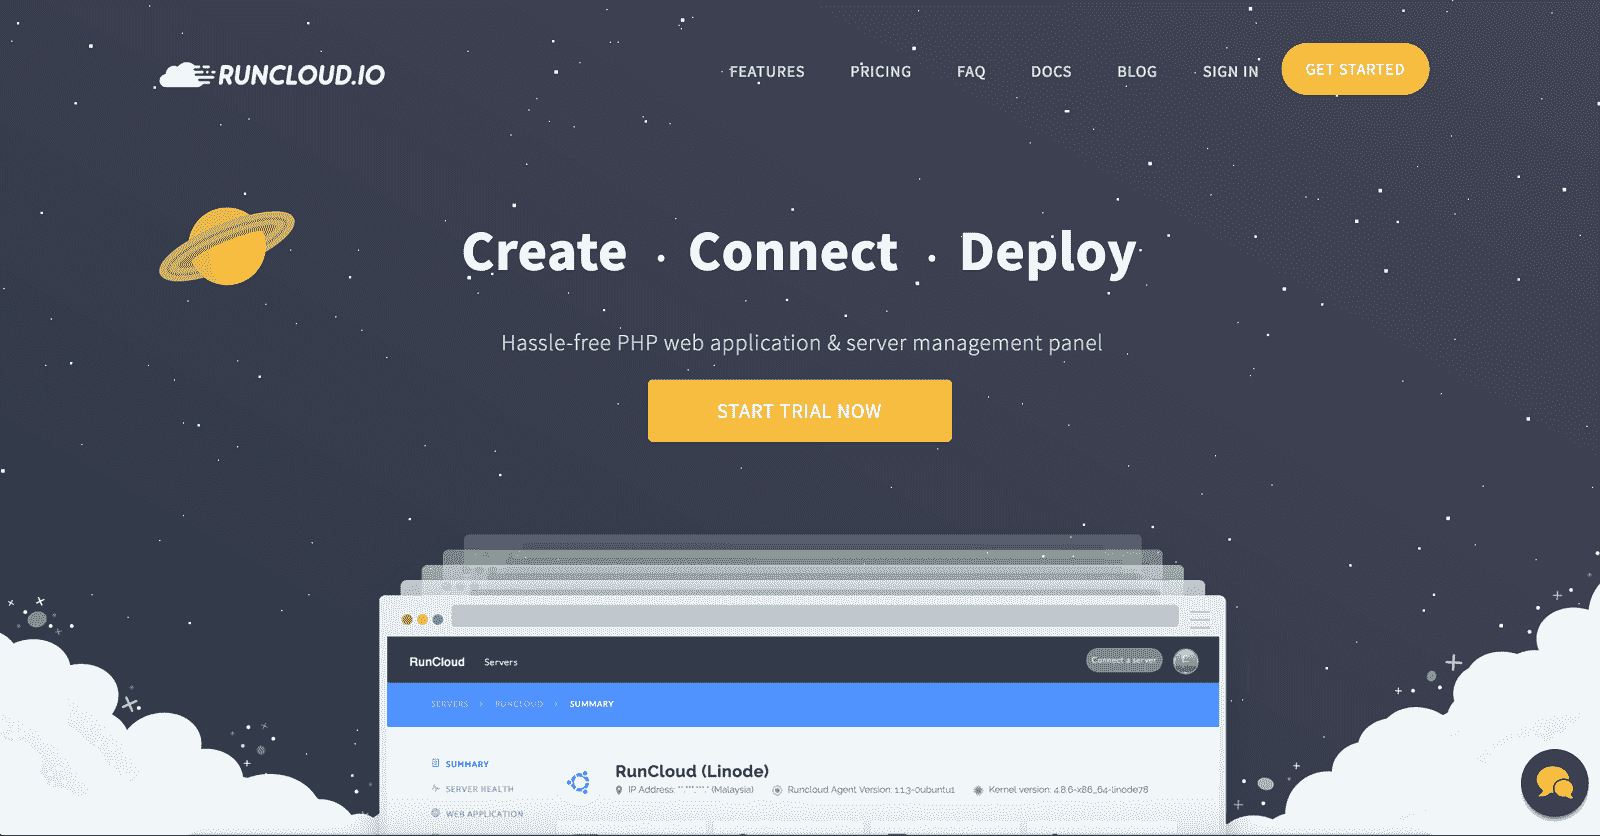 RUNCLOUD.IO
FEATURES PRICING FAQ DOCS BLOG SIGN IN GET STARTED
Create · Connect · Deploy
Hassle-free PHP web application & server management panel
START TRIAL NOW
RunCloud Servers Connect a server
SERVERS > RUNCLOUD > SUMMARY
SUMMARY
RunCloud (Linode)
SERVER HEALTH
IP Address: **.***.***.* (Malaysia) Runcloud Agent Version: 1.1.3-0ubuntu1 Kernel version: 4.8.6-x86_64-linode78
WEB APPLICATION